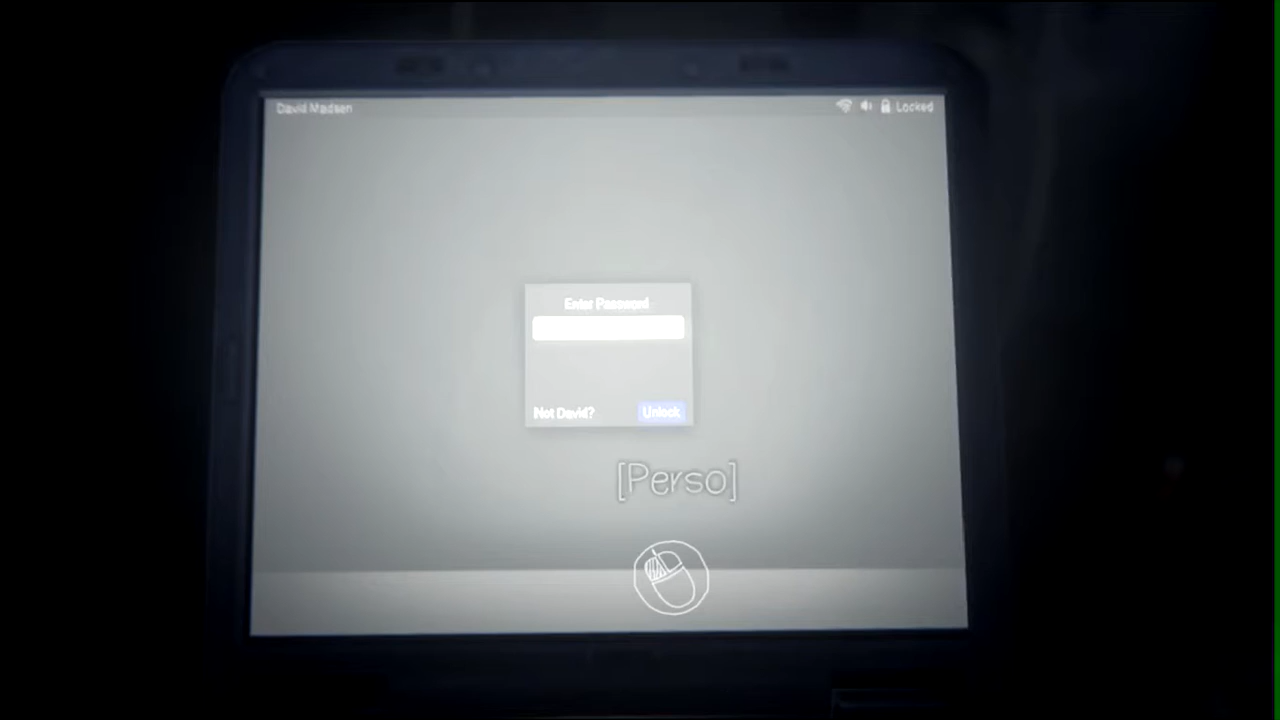 David Madsen
Locked
Enter Password
Not David?
Unlock
[Perso]